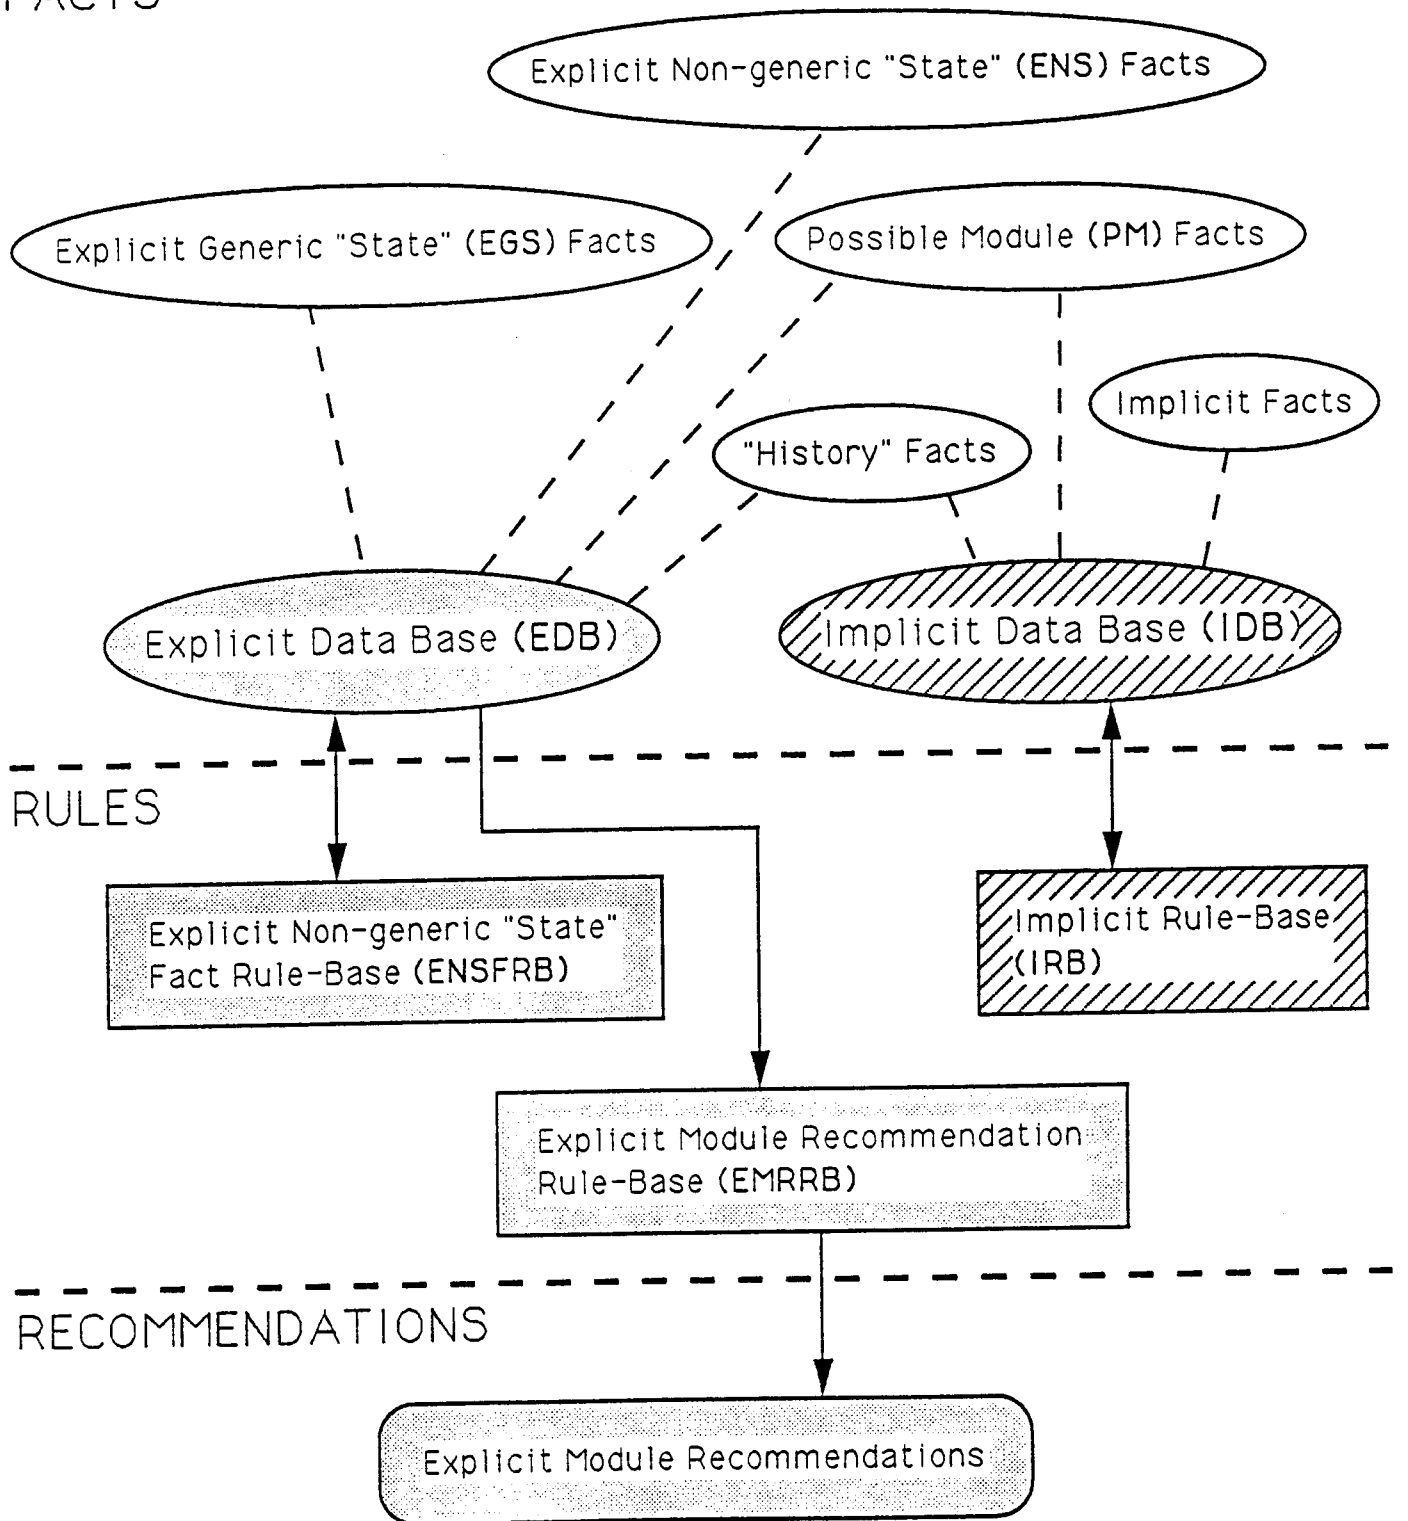 FACTS
Explicit Non-generic "State" (ENS) Facts
Explicit Generic "State" (EGS) Facts
Possible Module (PM) Facts
Implicit Facts
"History" Facts
Explicit Data Base (EDB)
Implicit Data Base (IDB)
RULES
Explicit Non-generic "State"
Fact Rule-Base (ENSFRB)
Implicit Rule-Base
(IRB)
Explicit Module Recommendation
Rule-Base (EMRRB)
RECOMMENDATIONS
Explicit Module Recommendations